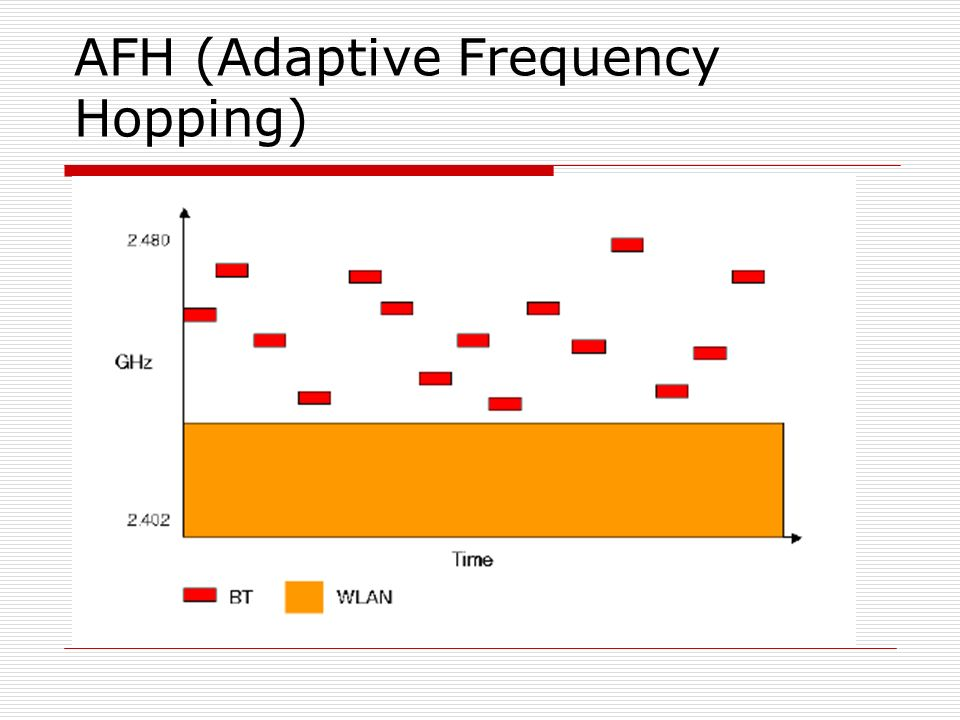 AFH (Adaptive Frequency
Hopping)
2.480
GHz
2.402
Time
BT
WLAN